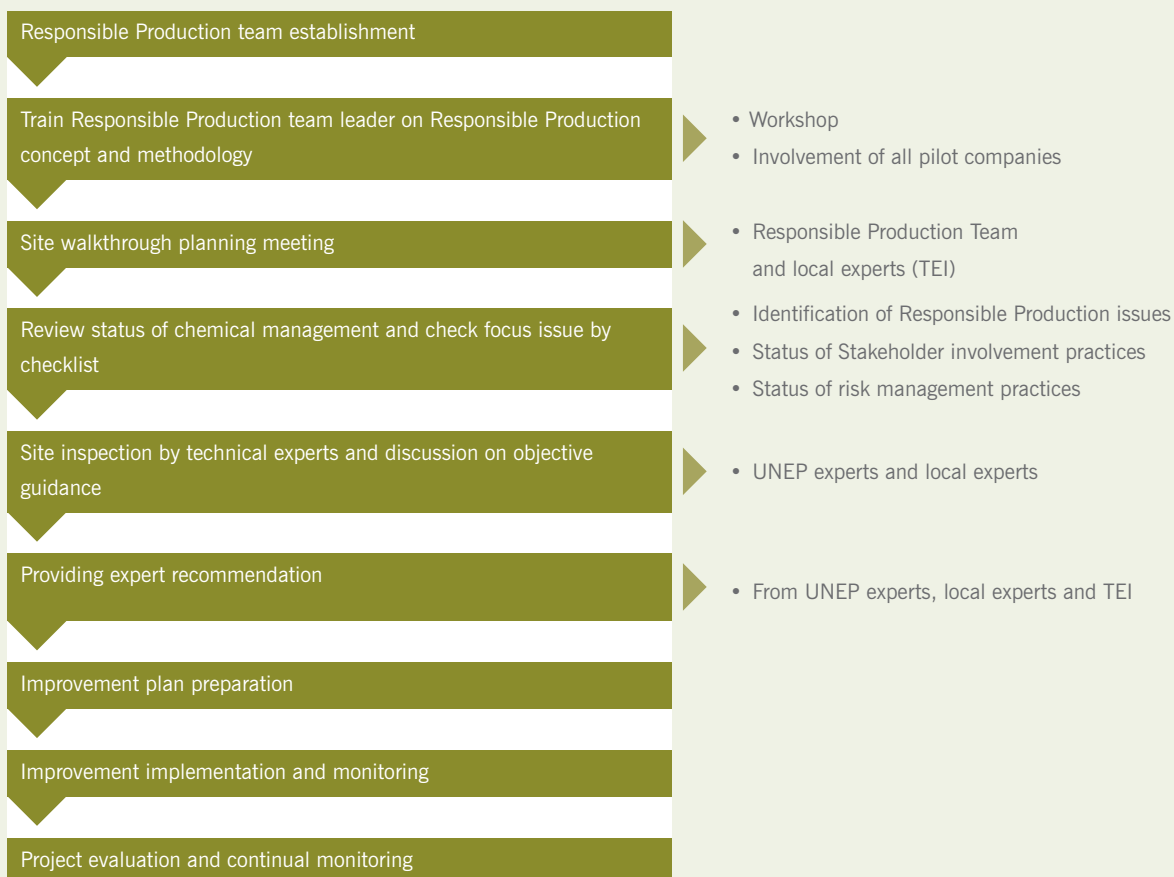 Responsible Production team establishment
Train Responsible Production team leader on Responsible Production
concept and methodology
• Workshop
• Involvement of all pilot companies
Site walkthrough planning meeting
• Responsible Production Team
and local experts (TEI)
Review status of chemical management and check focus issue by
checklist
• Identification of Responsible Production issues
• Status of Stakeholder involvement practices
• Status of risk management practices
Site inspection by technical experts and discussion on objective
guidance
• UNEP experts and local experts
Providing expert recommendation
• From UNEP experts, local experts and TEI
Improvement plan preparation
Improvement implementation and monitoring
Project evaluation and continual monitoring